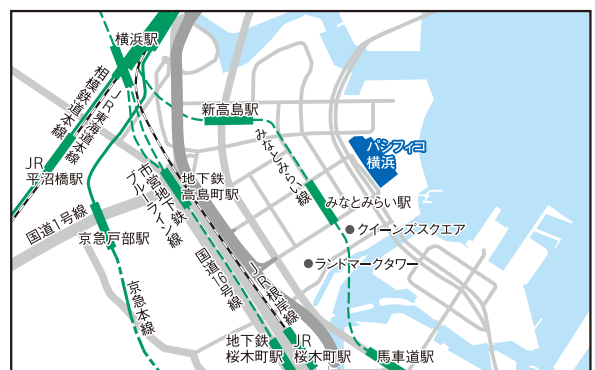 横浜駅
相模鉄道本線
JR東海道本線
新高島駅
みなとみらい線
パシフィコ
横浜
JR
平沼橋駅
市営地下鉄
ブルーライン線
地下鉄
高島町駅
みなとみらい駅
国道1号線
京急戸部駅
クイーンズスクエア
ランドマークタワー
国道16号線
JR根岸線
京急本線
地下鉄
桜木町駅
JR
桜木町駅
馬車道駅